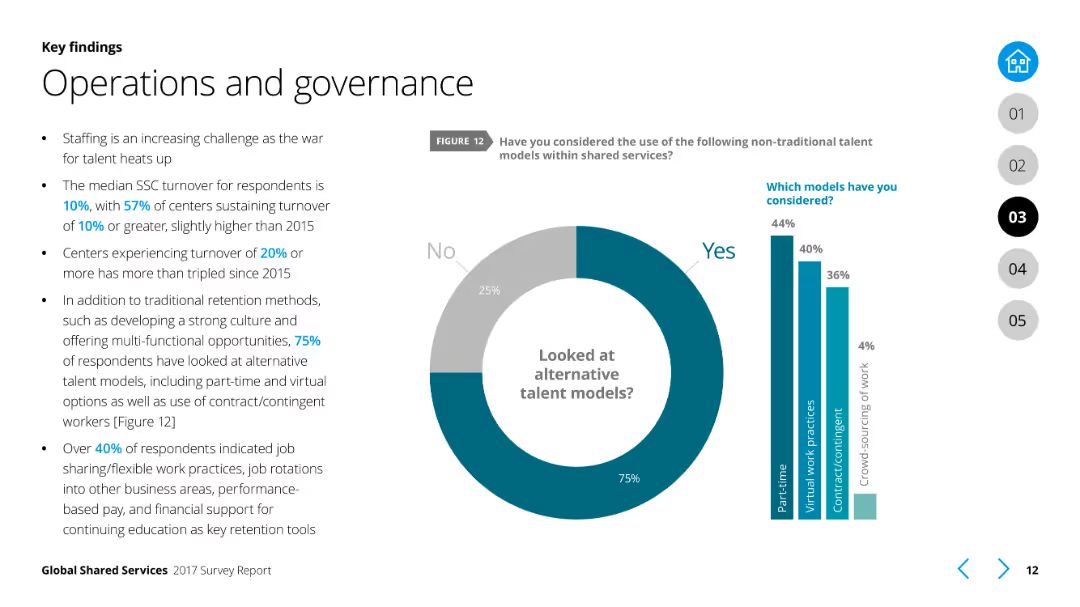 Key findings
Operations and governance
• Staffing is an increasing challenge as the war
for talent heats up
• The median SSC turnover for respondents is
10%, with 57% of centers sustaining turnover
of 10% or greater, slightly higher than 2015
• Centers experiencing turnover of 20% or
more has more than tripled since 2015
• In addition to traditional retention methods,
such as developing a strong culture and
offering multi-functional opportunities, 75%
of respondents have looked at alternative
talent models, including part-time and virtual
options as well as use of contract/contingent
workers [Figure 12]
• Over 40% of respondents indicated job
sharing/flexible work practices, job rotations
into other business areas, performance-
based pay, and financial support for
continuing education as key retention tools
FIGURE 12
Have you considered the use of the following non-traditional talent
models within shared services?
No
Yes
25%
75%
Looked at
alternative
talent models?
Which models have you
considered?
44%
40%
36%
4%
Part-time
Virtual work practices
Contract/contingent
Crowd-sourcing of work
01
02
03
04
05
Global Shared Services 2017 Survey Report
12